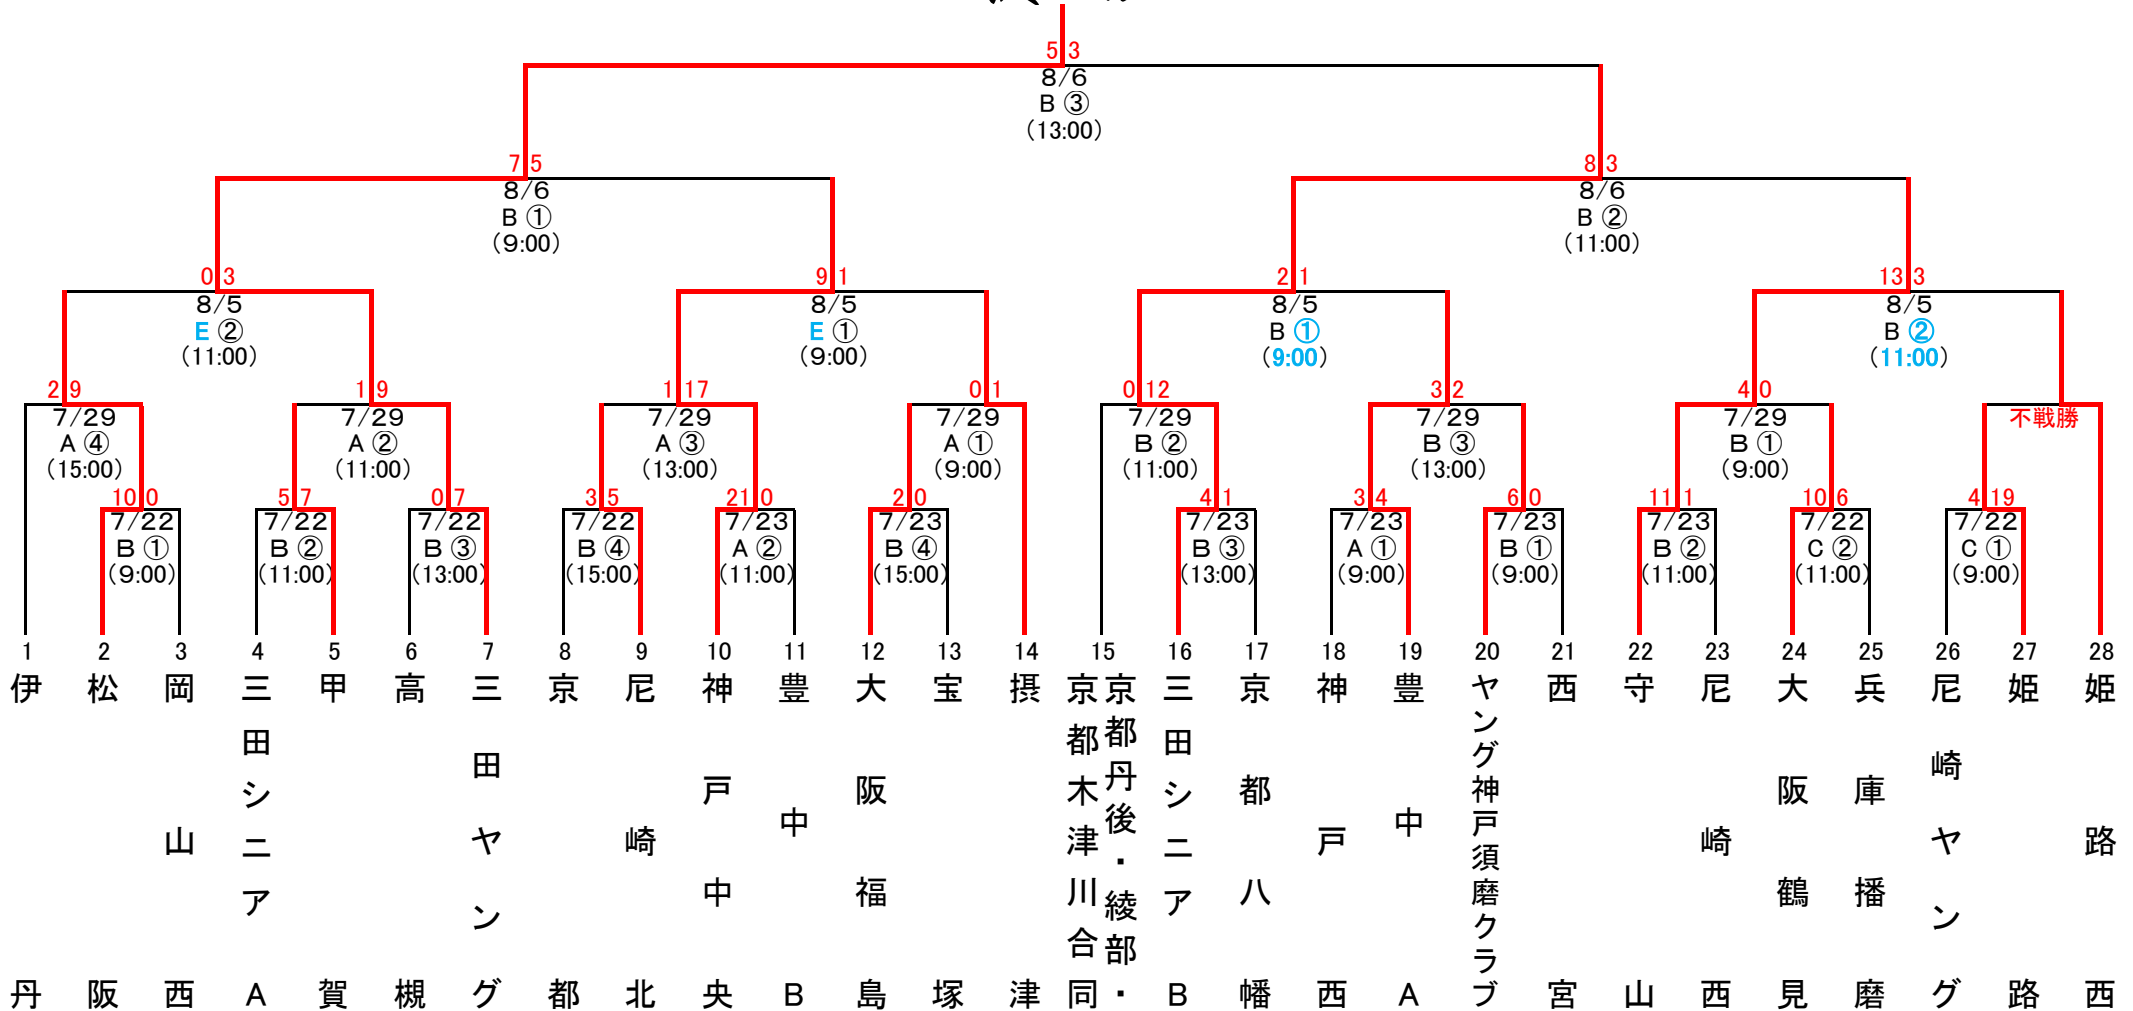 5 3
8/6
B ③
(13:00)
7 5
8/6
B ①
(9:00)
8 3
8/6
B ②
(11:00)
0 3
8/5
E ②
(11:00)
9 1
8/5
E ①
(9:00)
2 1
8/5
B ①
(9:00)
13 3
8/5
B ②
(11:00)
2 9
7/29
A ④
(15:00)
1 9
7/29
A ②
(11:00)
1 17
7/29
A ③
(13:00)
0 1
7/29
A ①
(9:00)
0 12
7/29
B ②
(11:00)
3 2
7/29
B ③
(13:00)
4 0
7/29
B ①
(9:00)
不戦勝
10 0
7/22
B ①
(9:00)
5 7
7/22
B ②
(11:00)
0 7
7/22
B ③
(13:00)
3 5
7/22
B ④
(15:00)
21 0
7/23
A ②
(11:00)
2 0
7/23
B ④
(15:00)
4 1
7/23
B ③
(13:00)
3 4
7/23
A ①
(9:00)
6 0
7/23
B ①
(9:00)
11 1
7/23
B ②
(11:00)
10 6
7/22
C ②
(11:00)
4 19
7/22
C ①
(9:00)
1
伊丹
2
松阪
3
岡山西
4
三田シニアA
5
甲賀
6
高槻
7
三田ヤング
8
京都
9
尼崎北
10
神戸中央
11
豊中B
12
大阪福島
13
宝塚
14
摂津
15
京都丹後・綾部・
京都木津川合同
16
三田シニアB
17
京都八幡
18
神戸西
19
豊中A
20
ヤング神戸須磨クラブ
21
西宮
22
守山
23
尼崎西
24
大阪鶴見
25
兵庫播磨
26
尼崎ヤング
27
姫路
28
姫路西